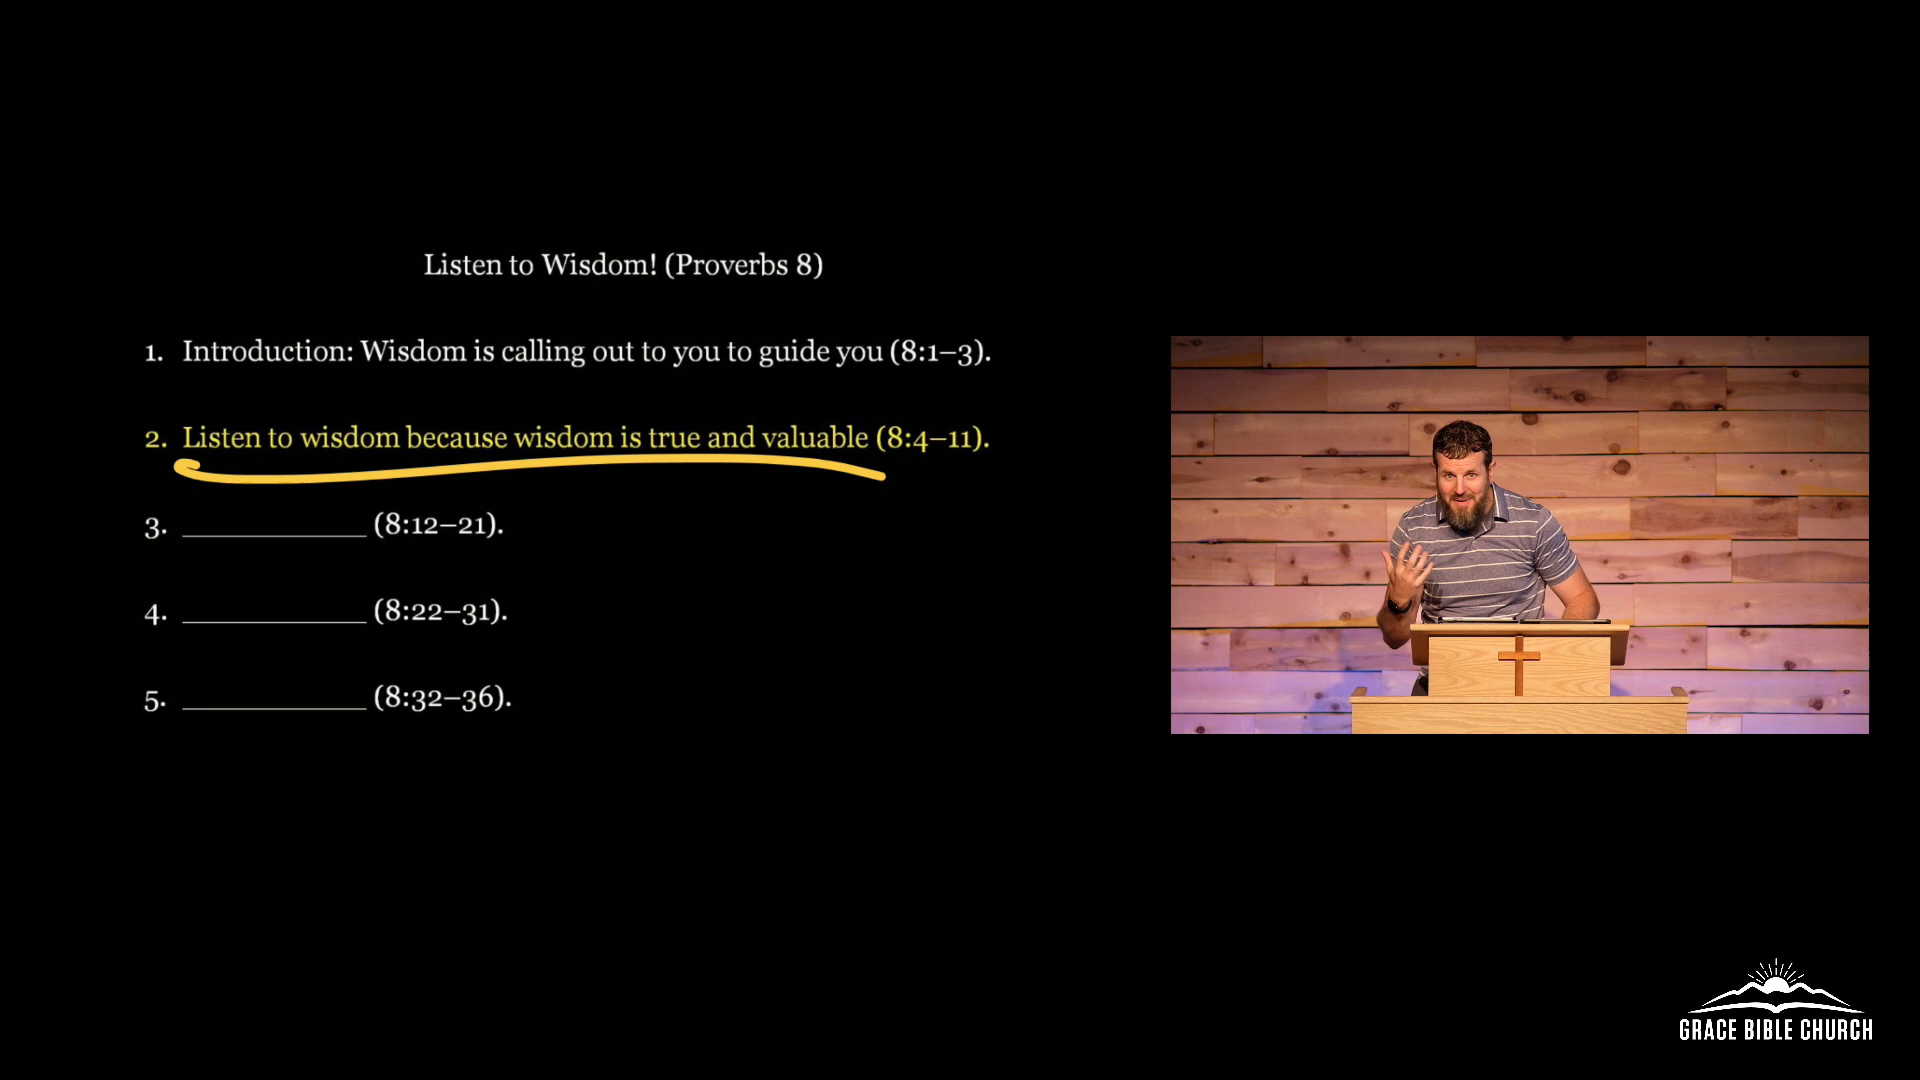 Listen to Wisdom! (Proverbs 8)
1. Introduction: Wisdom is calling out to you to guide you (8:1–3).
2. Listen to wisdom because wisdom is true and valuable (8:4–11).
3. ____________ (8:12–21).
4. ____________ (8:22–31).
5. ____________ (8:32–36).
GRACE BIBLE CHURCH